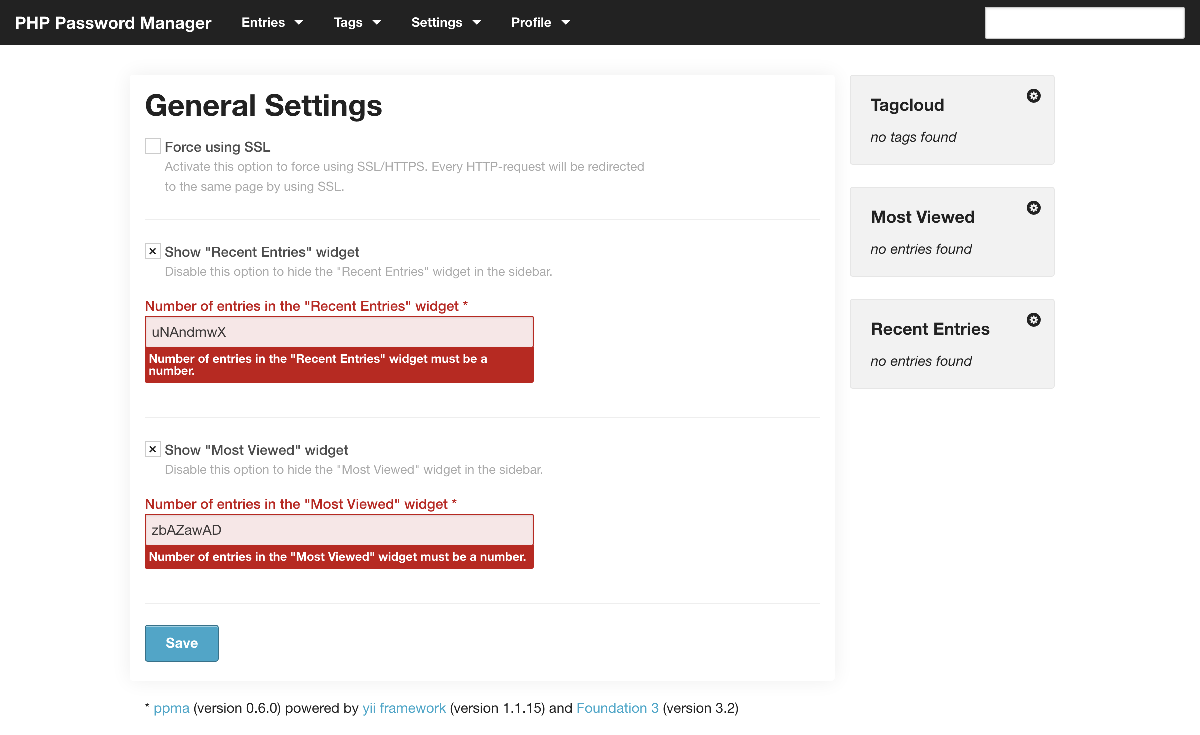 PHP Password Manager Entries Tags Settings Profile
General Settings
Force using SSL
Activate this option to force using SSL/HTTPS. Every HTTP-request will be redirected
to the same page by using SSL.
Show "Recent Entries" widget
Disable this option to hide the "Recent Entries" widget in the sidebar.
Number of entries in the "Recent Entries" widget *
uNAndmwX
Number of entries in the "Recent Entries" widget must be a
number.
Show "Most Viewed" widget
Disable this option to hide the "Most Viewed" widget in the sidebar.
Number of entries in the "Most Viewed" widget *
zbAZawAD
Number of entries in the "Most Viewed" widget must be a number.
Save
Tagcloud
no tags found
Most Viewed
no entries found
Recent Entries
no entries found
* ppma (version 0.6.0) powered by yii framework (version 1.1.15) and Foundation 3 (version 3.2)